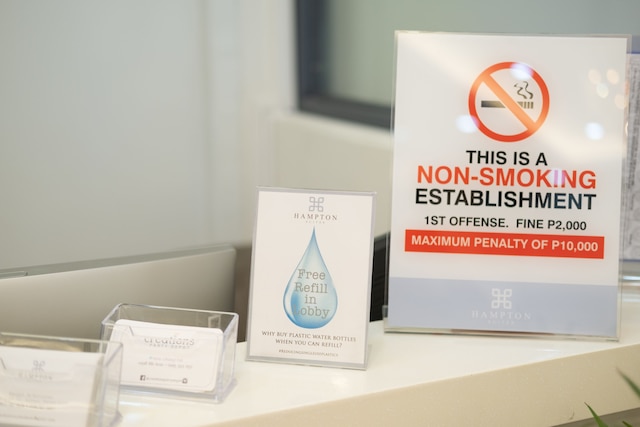 THIS IS A
NON-SMOKING
ESTABLISHMENT
1ST OFFENSE. FINE P2,000
MAXIMUM PENALTY OF P10,000
HAMPTON
HAMPTON
Free
Refill in
Lobby
WHY BUY PLASTIC WATER BOTTLES
WHEN YOU CAN REFILL?
creations